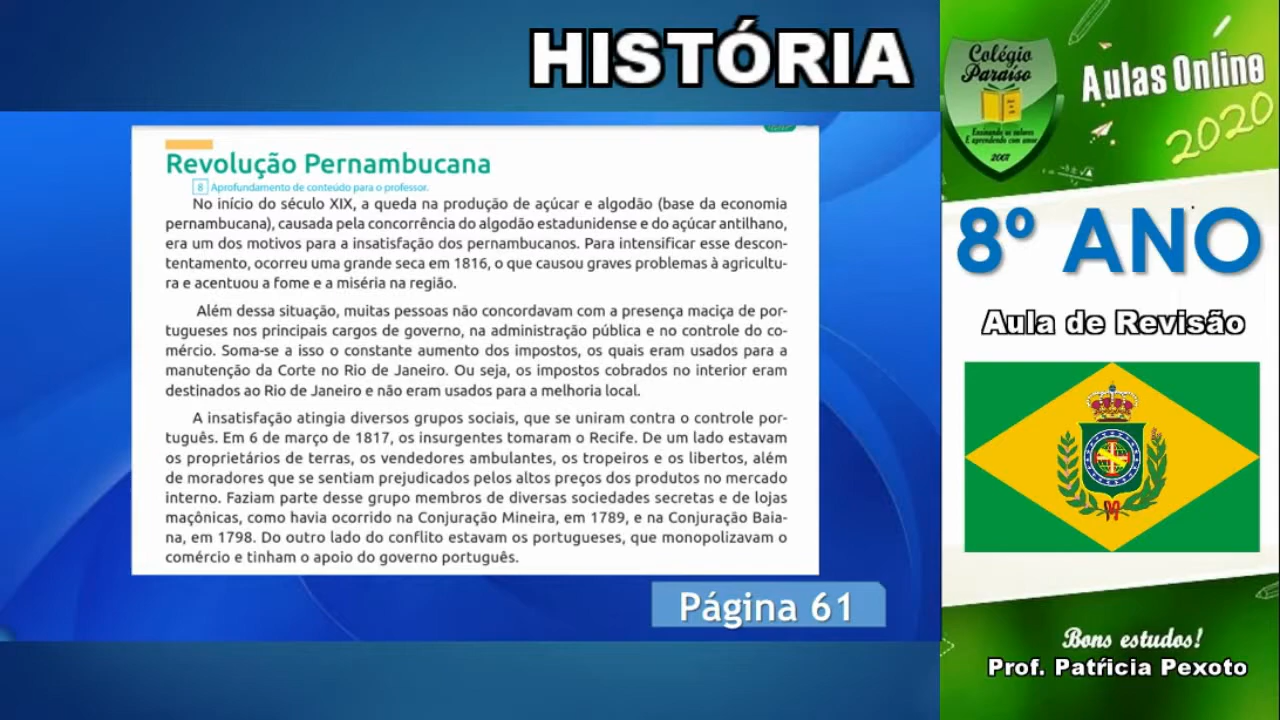 HISTÓRIA
Revolução Pernambucana
8 Aprofundamento de conteúdo para o professor.
No início do século XIX, a queda na produção de açúcar e algodão (base da economia
pernambucana), causada pela concorrência do algodão estadunidense e do açúcar antilhano,
era um dos motivos para a insatisfação dos pernambucanos. Para intensificar esse descon-
tentamento, ocorreu uma grande seca em 1816, o que causou graves problemas à agricultu-
ra e acentuou a fome e a miséria na região.
Além dessa situação, muitas pessoas não concordavam com a presença maciça de por-
tugueses nos principais cargos de governo, na administração pública e no controle do co-
mércio. Soma-se a isso o constante aumento dos impostos, os quais eram usados para a
manutenção da Corte no Rio de Janeiro. Ou seja, os impostos cobrados no interior eram
destinados ao Rio de Janeiro e não eram usados para a melhoria local.
A insatisfação atingia diversos grupos sociais, que se uniram contra o controle por-
tuguês. Em 6 de março de 1817, os insurgentes tomaram o Recife. De um lado estavam
os proprietários de terras, os vendedores ambulantes, os tropeiros e os libertos, além
de moradores que se sentiam prejudicados pelos altos preços dos produtos no mercado
interno. Faziam parte desse grupo membros de diversas sociedades secretas e de lojas
maçônicas, como havia ocorrido na Conjuração Mineira, em 1789, e na Conjuração Baia-
na, em 1798. Do outro lado do conflito estavam os portugueses, que monopolizavam o
comércio e tinham o apoio do governo português.
Página 61
Colégio
Paraíso
Ensinando os valores
E aprendendo com amor
2007
Aulas Online
2020
8º ANO
Aula de Revisão
Bons estudos!
Prof. Patrícia Pexoto